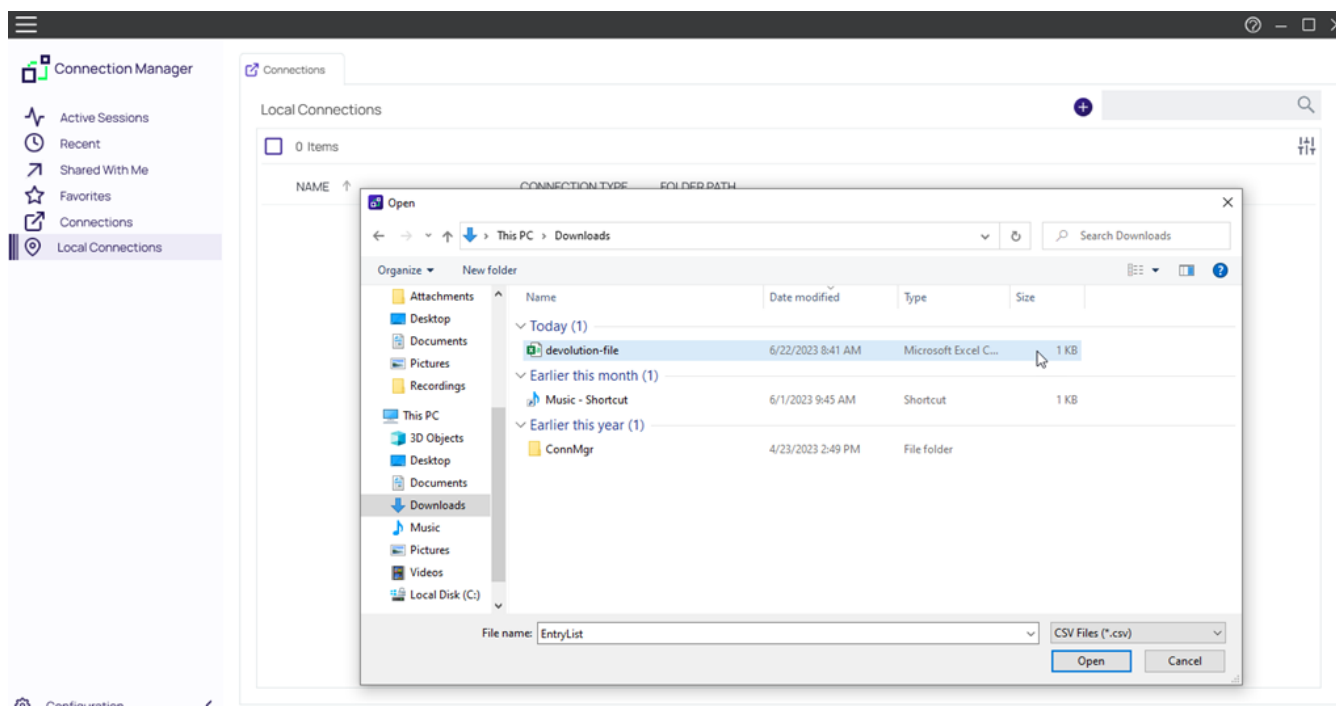 Connection Manager
Active Sessions
Recent
Shared With Me
Favorites
Connections
Local Connections
Configuration
Connections
Local Connections
0 Items
NAME
CONNECTION TYPE FOLDER PATH
Open
This PC > Downloads
Search Downloads
Organize
New folder
Attachments
Desktop
Documents
Pictures
Recordings
This PC
3D Objects
Desktop
Documents
Downloads
Music
Pictures
Videos
Local Disk (C:)
Name Date modified Type Size
Today (1)
devolution-file 6/22/2023 8:41 AM Microsoft Excel C... 1 KB
Earlier this month (1)
Music - Shortcut 6/1/2023 9:45 AM Shortcut 1 KB
Earlier this year (1)
ConnMgr 4/23/2023 2:49 PM File folder
File name: EntryList CSV Files (*.csv)
Open Cancel